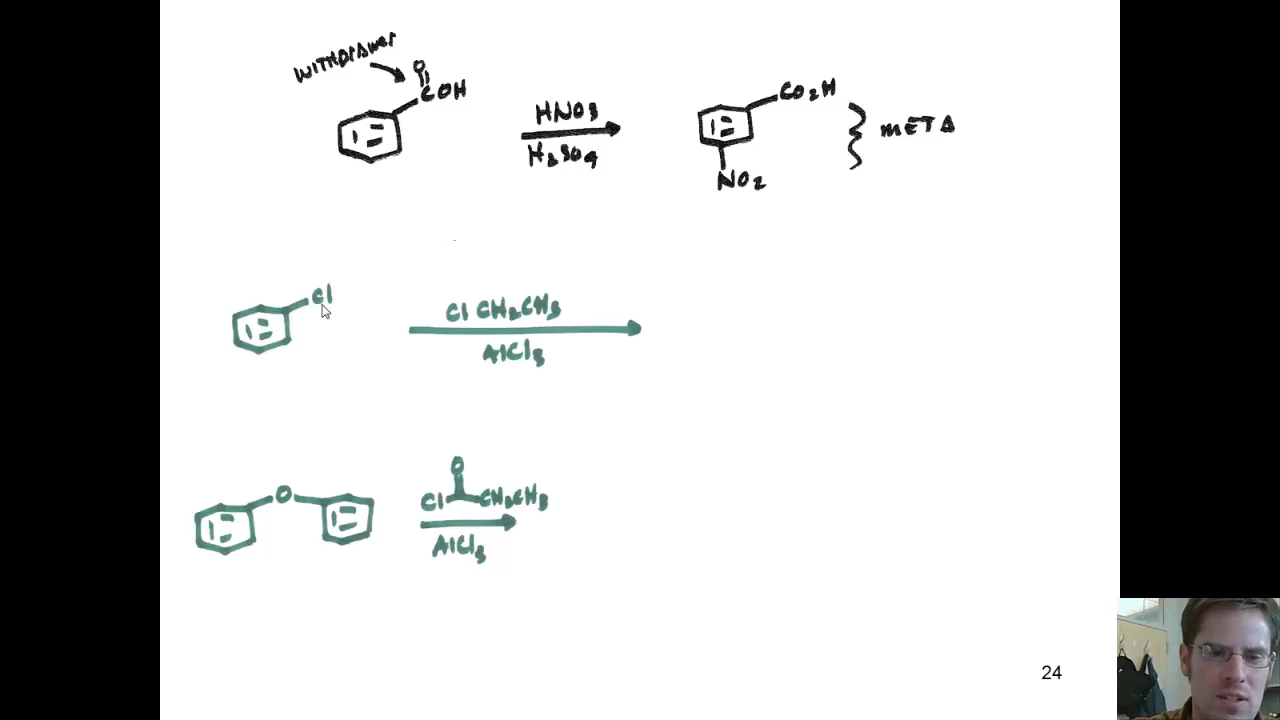 WITHDrAWer
O
COH
HNO3
H2SO4
CO2H
NO2
META
Cl
Cl CH2CH3
AlCl3
O
O
Cl CH2CH3
AlCl3
24